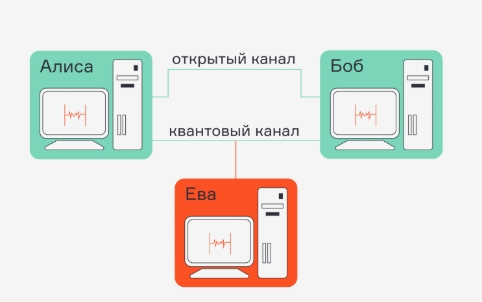 Алиса
открытый канал
Боб
квантовый канал
Ева